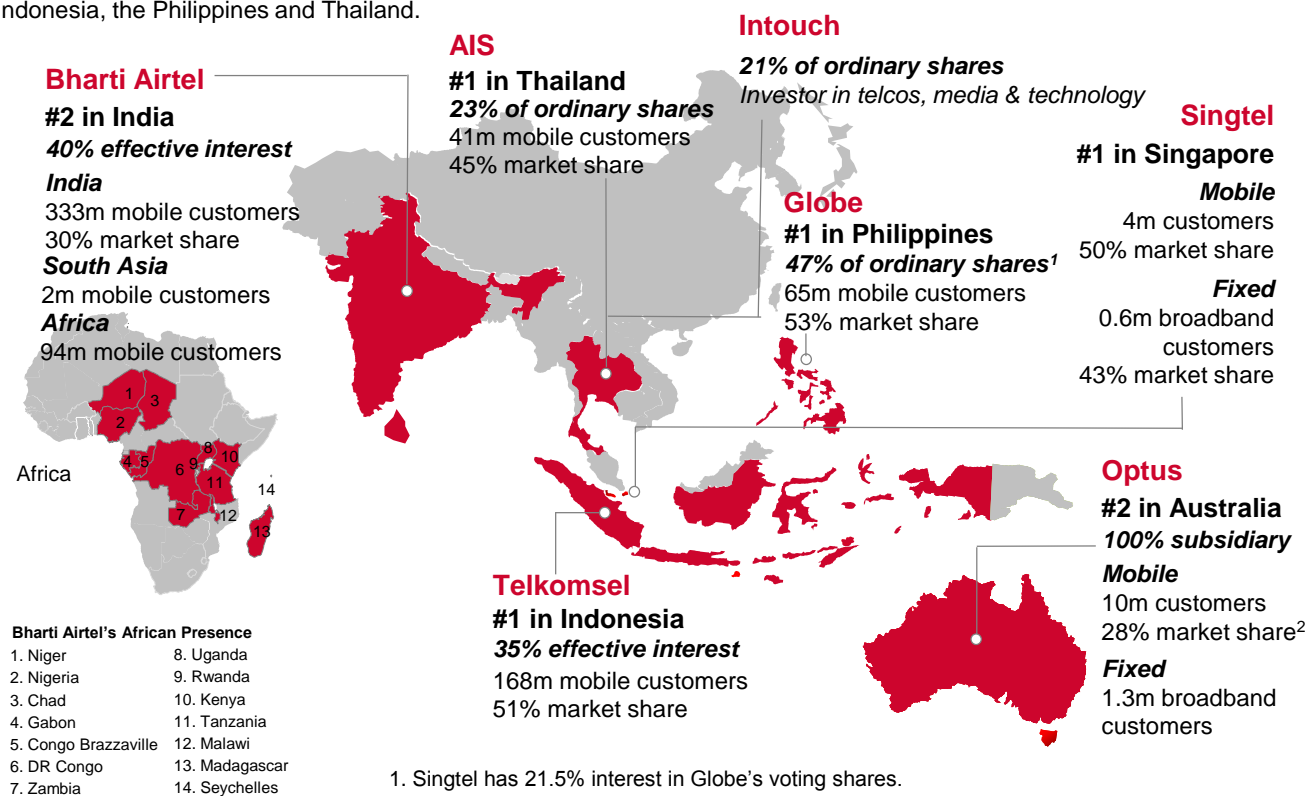 ndonesia, the Philippines and Thailand.
Bharti Airtel
#2 in India
40% effective interest
India
333m mobile customers
30% market share
South Asia
2m mobile customers
Africa
94m mobile customers
AIS
#1 in Thailand
23% of ordinary shares
41m mobile customers
45% market share
Intouch
21% of ordinary shares
Investor in telcos, media & technology
Globe
#1 in Philippines
47% of ordinary shares1
65m mobile customers
53% market share
Singtel
#1 in Singapore
Mobile
4m customers
50% market share
Fixed
0.6m broadband
customers
43% market share
Africa
1
3
2
4
5
6
8
9
10
11
14
7
12
13
Telkomsel
#1 in Indonesia
35% effective interest
168m mobile customers
51% market share
Optus
#2 in Australia
100% subsidiary
Mobile
10m customers
28% market share2
Fixed
1.3m broadband
customers
Bharti Airtel's African Presence
1. Niger
2. Nigeria
3. Chad
4. Gabon
5. Congo Brazzaville
6. DR Congo
7. Zambia
8. Uganda
9. Rwanda
10. Kenya
11. Tanzania
12. Malawi
13. Madagascar
14. Seychelles
1. Singtel has 21.5% interest in Globe's voting shares.